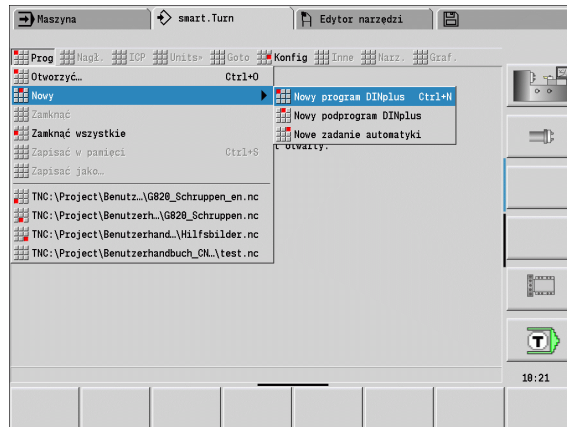 Maszyna
smart.Turn
Edytor narzędzi
Prog Nagł. ICP Units» Goto Konfig Inne Narz. Graf.
Otworzyć… Ctrl+O
Nowy
Nowy program DINplus Ctrl+N
Zamknąć
Nowy podprogram DINplus
Zamknąć wszystkie
Nowe zadanie automatyki
t otwarty.
Zapisać w pamięci Ctrl+S
Zapisać jako…
TNC:\Project\Benutz…\G820_Schruppen_en.nc
TNC:\Project\Benutzerh…\G820_Schruppen.nc
TNC:\Project\Benutzerhand…\Hilfsbilder.nc
TNC:\Project\Benutzerhandbuch_CN…\test.nc
T
10:21